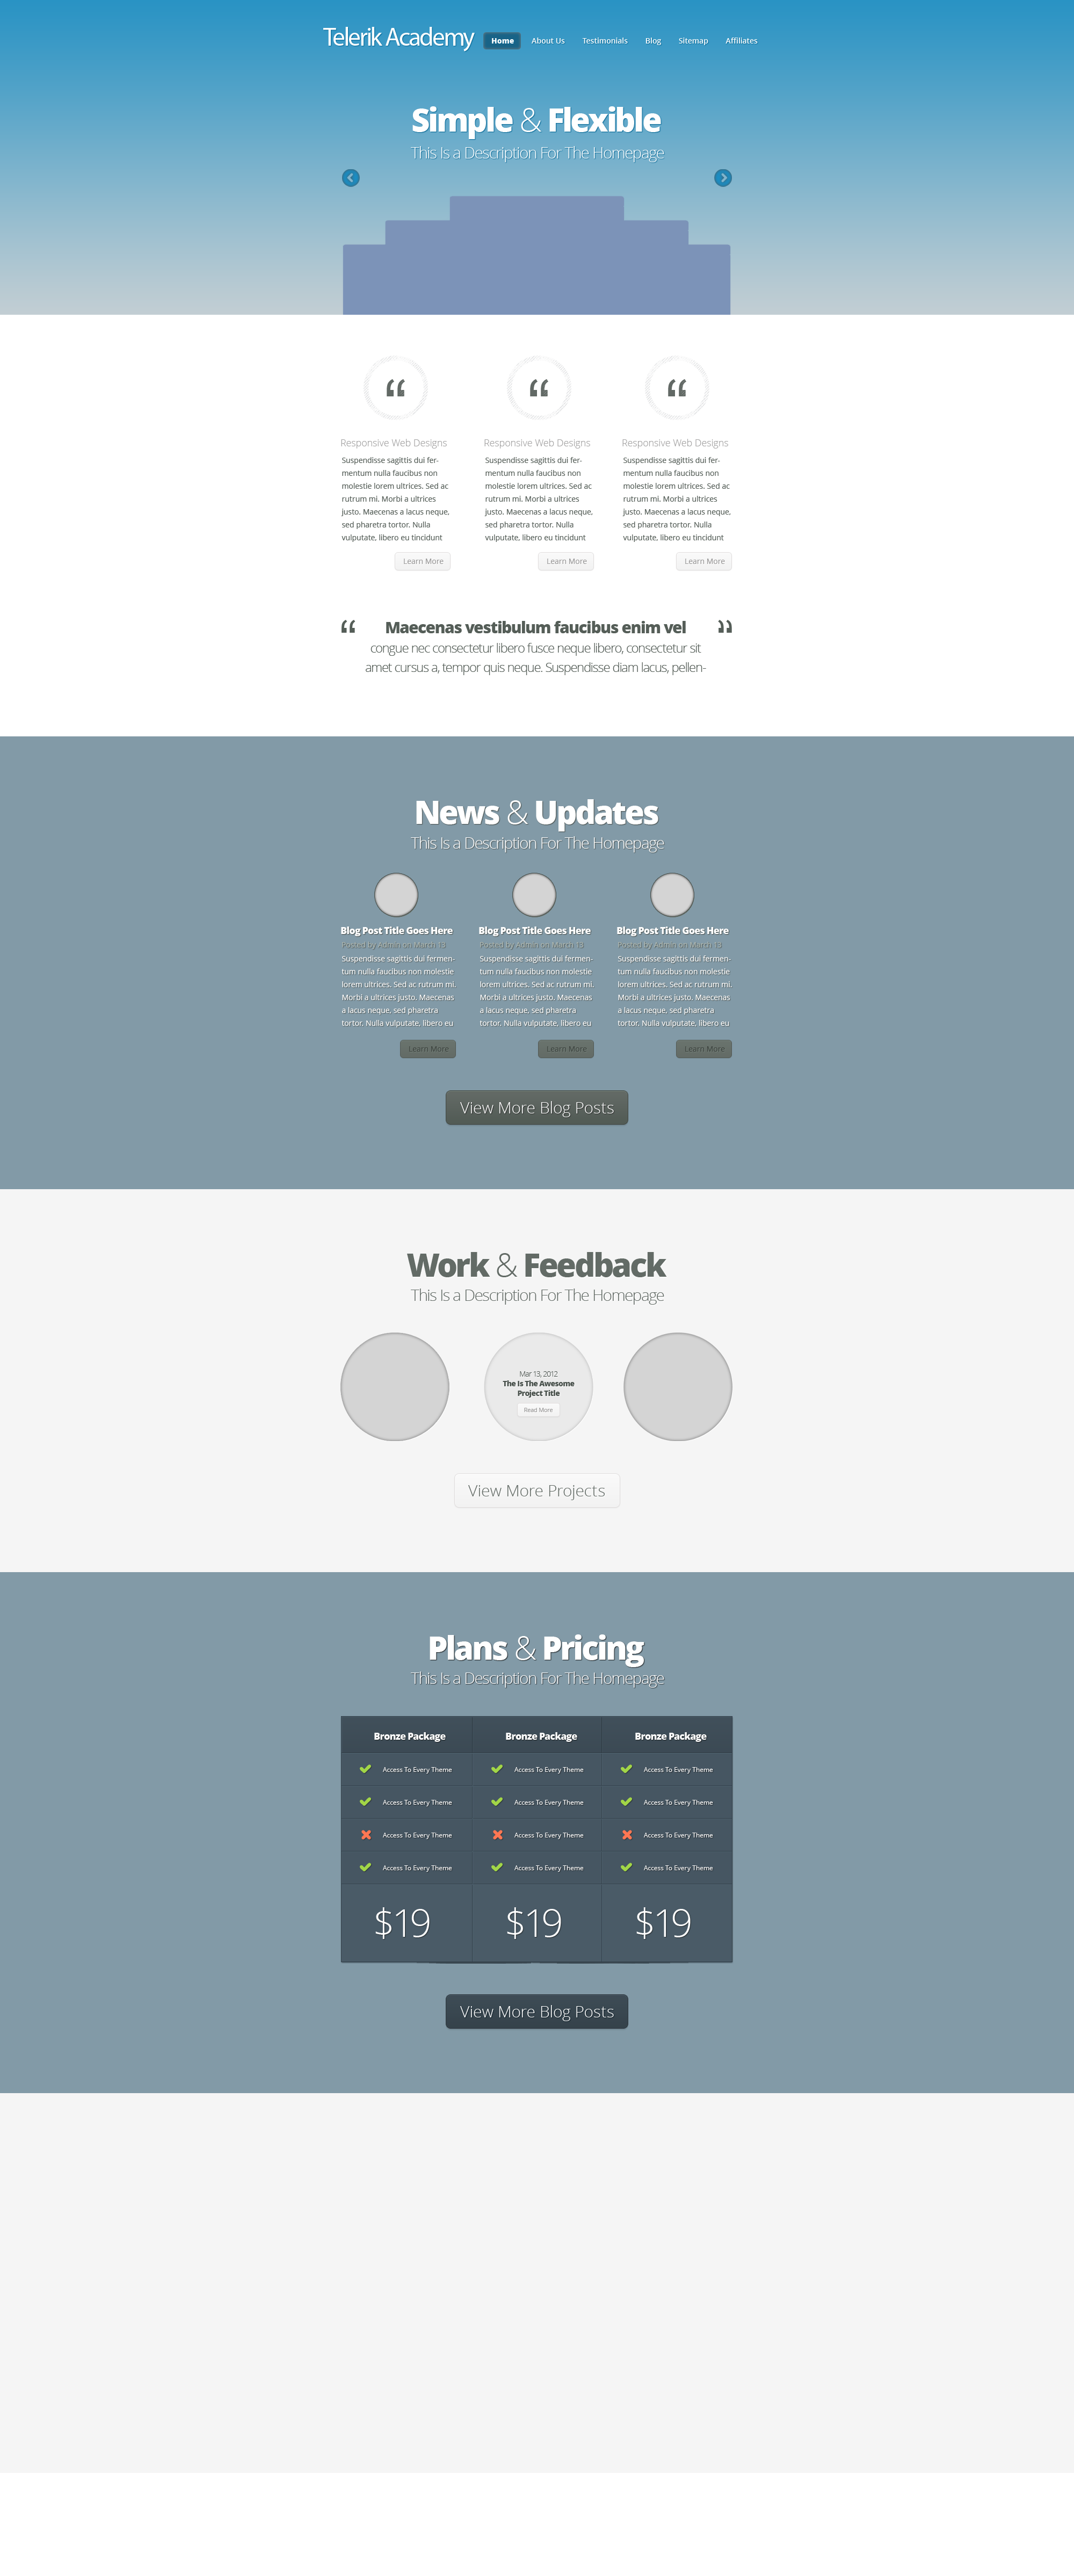 Telerik Academy
Home About Us Testimonials Blog Sitemap Affiliates
Simple & Flexible
This Is a Description For The Homepage
“ “ “
Responsive Web Designs
Suspendisse sagittis dui fer-
mentum nulla faucibus non
molestie lorem ultrices. Sed ac
rutrum mi. Morbi a ultrices
justo. Maecenas a lacus neque,
sed pharetra tortor. Nulla
vulputate, libero eu tincidunt
Learn More
Responsive Web Designs
Suspendisse sagittis dui fer-
mentum nulla faucibus non
molestie lorem ultrices. Sed ac
rutrum mi. Morbi a ultrices
justo. Maecenas a lacus neque,
sed pharetra tortor. Nulla
vulputate, libero eu tincidunt
Learn More
Responsive Web Designs
Suspendisse sagittis dui fer-
mentum nulla faucibus non
molestie lorem ultrices. Sed ac
rutrum mi. Morbi a ultrices
justo. Maecenas a lacus neque,
sed pharetra tortor. Nulla
vulputate, libero eu tincidunt
Learn More
“ Maecenas vestibulum faucibus enim vel ”
congue nec consectetur libero fusce neque libero, consectetur sit
amet cursus a, tempor quis neque. Suspendisse diam lacus, pellen-
News & Updates
This Is a Description For The Homepage
Blog Post Title Goes Here
Posted by Admin on March 13
Suspendisse sagittis dui fermen-
tum nulla faucibus non molestie
lorem ultrices. Sed ac rutrum mi.
Morbi a ultrices justo. Maecenas
a lacus neque, sed pharetra
tortor. Nulla vulputate, libero eu
Learn More
Blog Post Title Goes Here
Posted by Admin on March 13
Suspendisse sagittis dui fermen-
tum nulla faucibus non molestie
lorem ultrices. Sed ac rutrum mi.
Morbi a ultrices justo. Maecenas
a lacus neque, sed pharetra
tortor. Nulla vulputate, libero eu
Learn More
Blog Post Title Goes Here
Posted by Admin on March 13
Suspendisse sagittis dui fermen-
tum nulla faucibus non molestie
lorem ultrices. Sed ac rutrum mi.
Morbi a ultrices justo. Maecenas
a lacus neque, sed pharetra
tortor. Nulla vulputate, libero eu
Learn More
View More Blog Posts
Work & Feedback
This Is a Description For The Homepage
Mar 13, 2012
The Is The Awesome
Project Title
Read More
View More Projects
Plans & Pricing
This Is a Description For The Homepage
Bronze Package Bronze Package Bronze Package
Access To Every Theme Access To Every Theme Access To Every Theme
Access To Every Theme Access To Every Theme Access To Every Theme
Access To Every Theme Access To Every Theme Access To Every Theme
Access To Every Theme Access To Every Theme Access To Every Theme
$19 $19 $19
View More Blog Posts